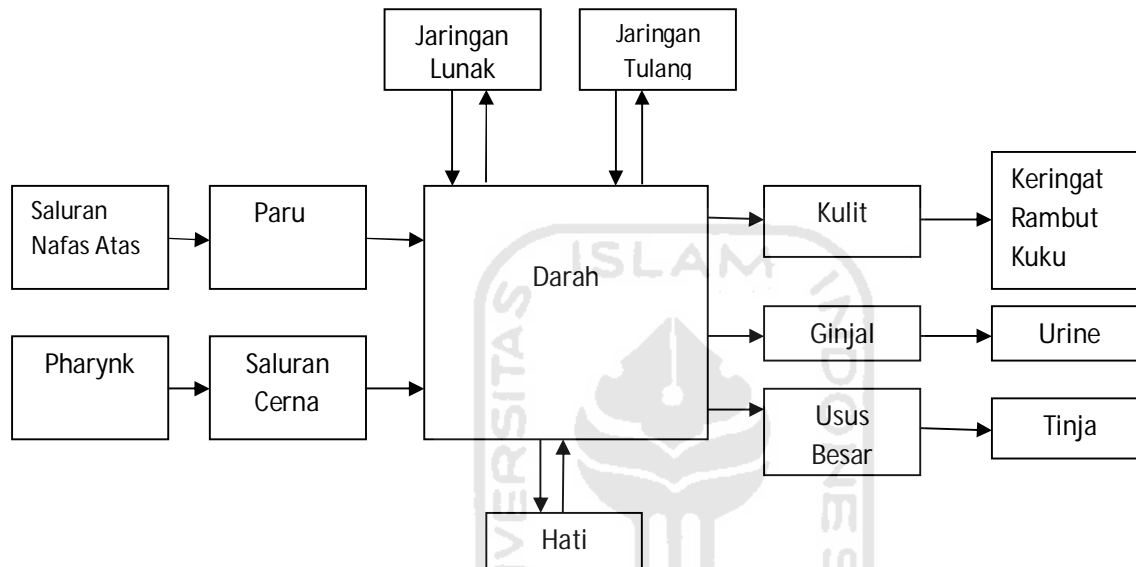 Jaringan
Lunak
Jaringan
Tulang
Saluran
Nafas Atas
Paru
Darah
Kulit
Keringat
Rambut
Kuku
Pharynk
Saluran
Cerna
Ginjal
Urine
Usus
Besar
Tinja
Hati
ISLAM